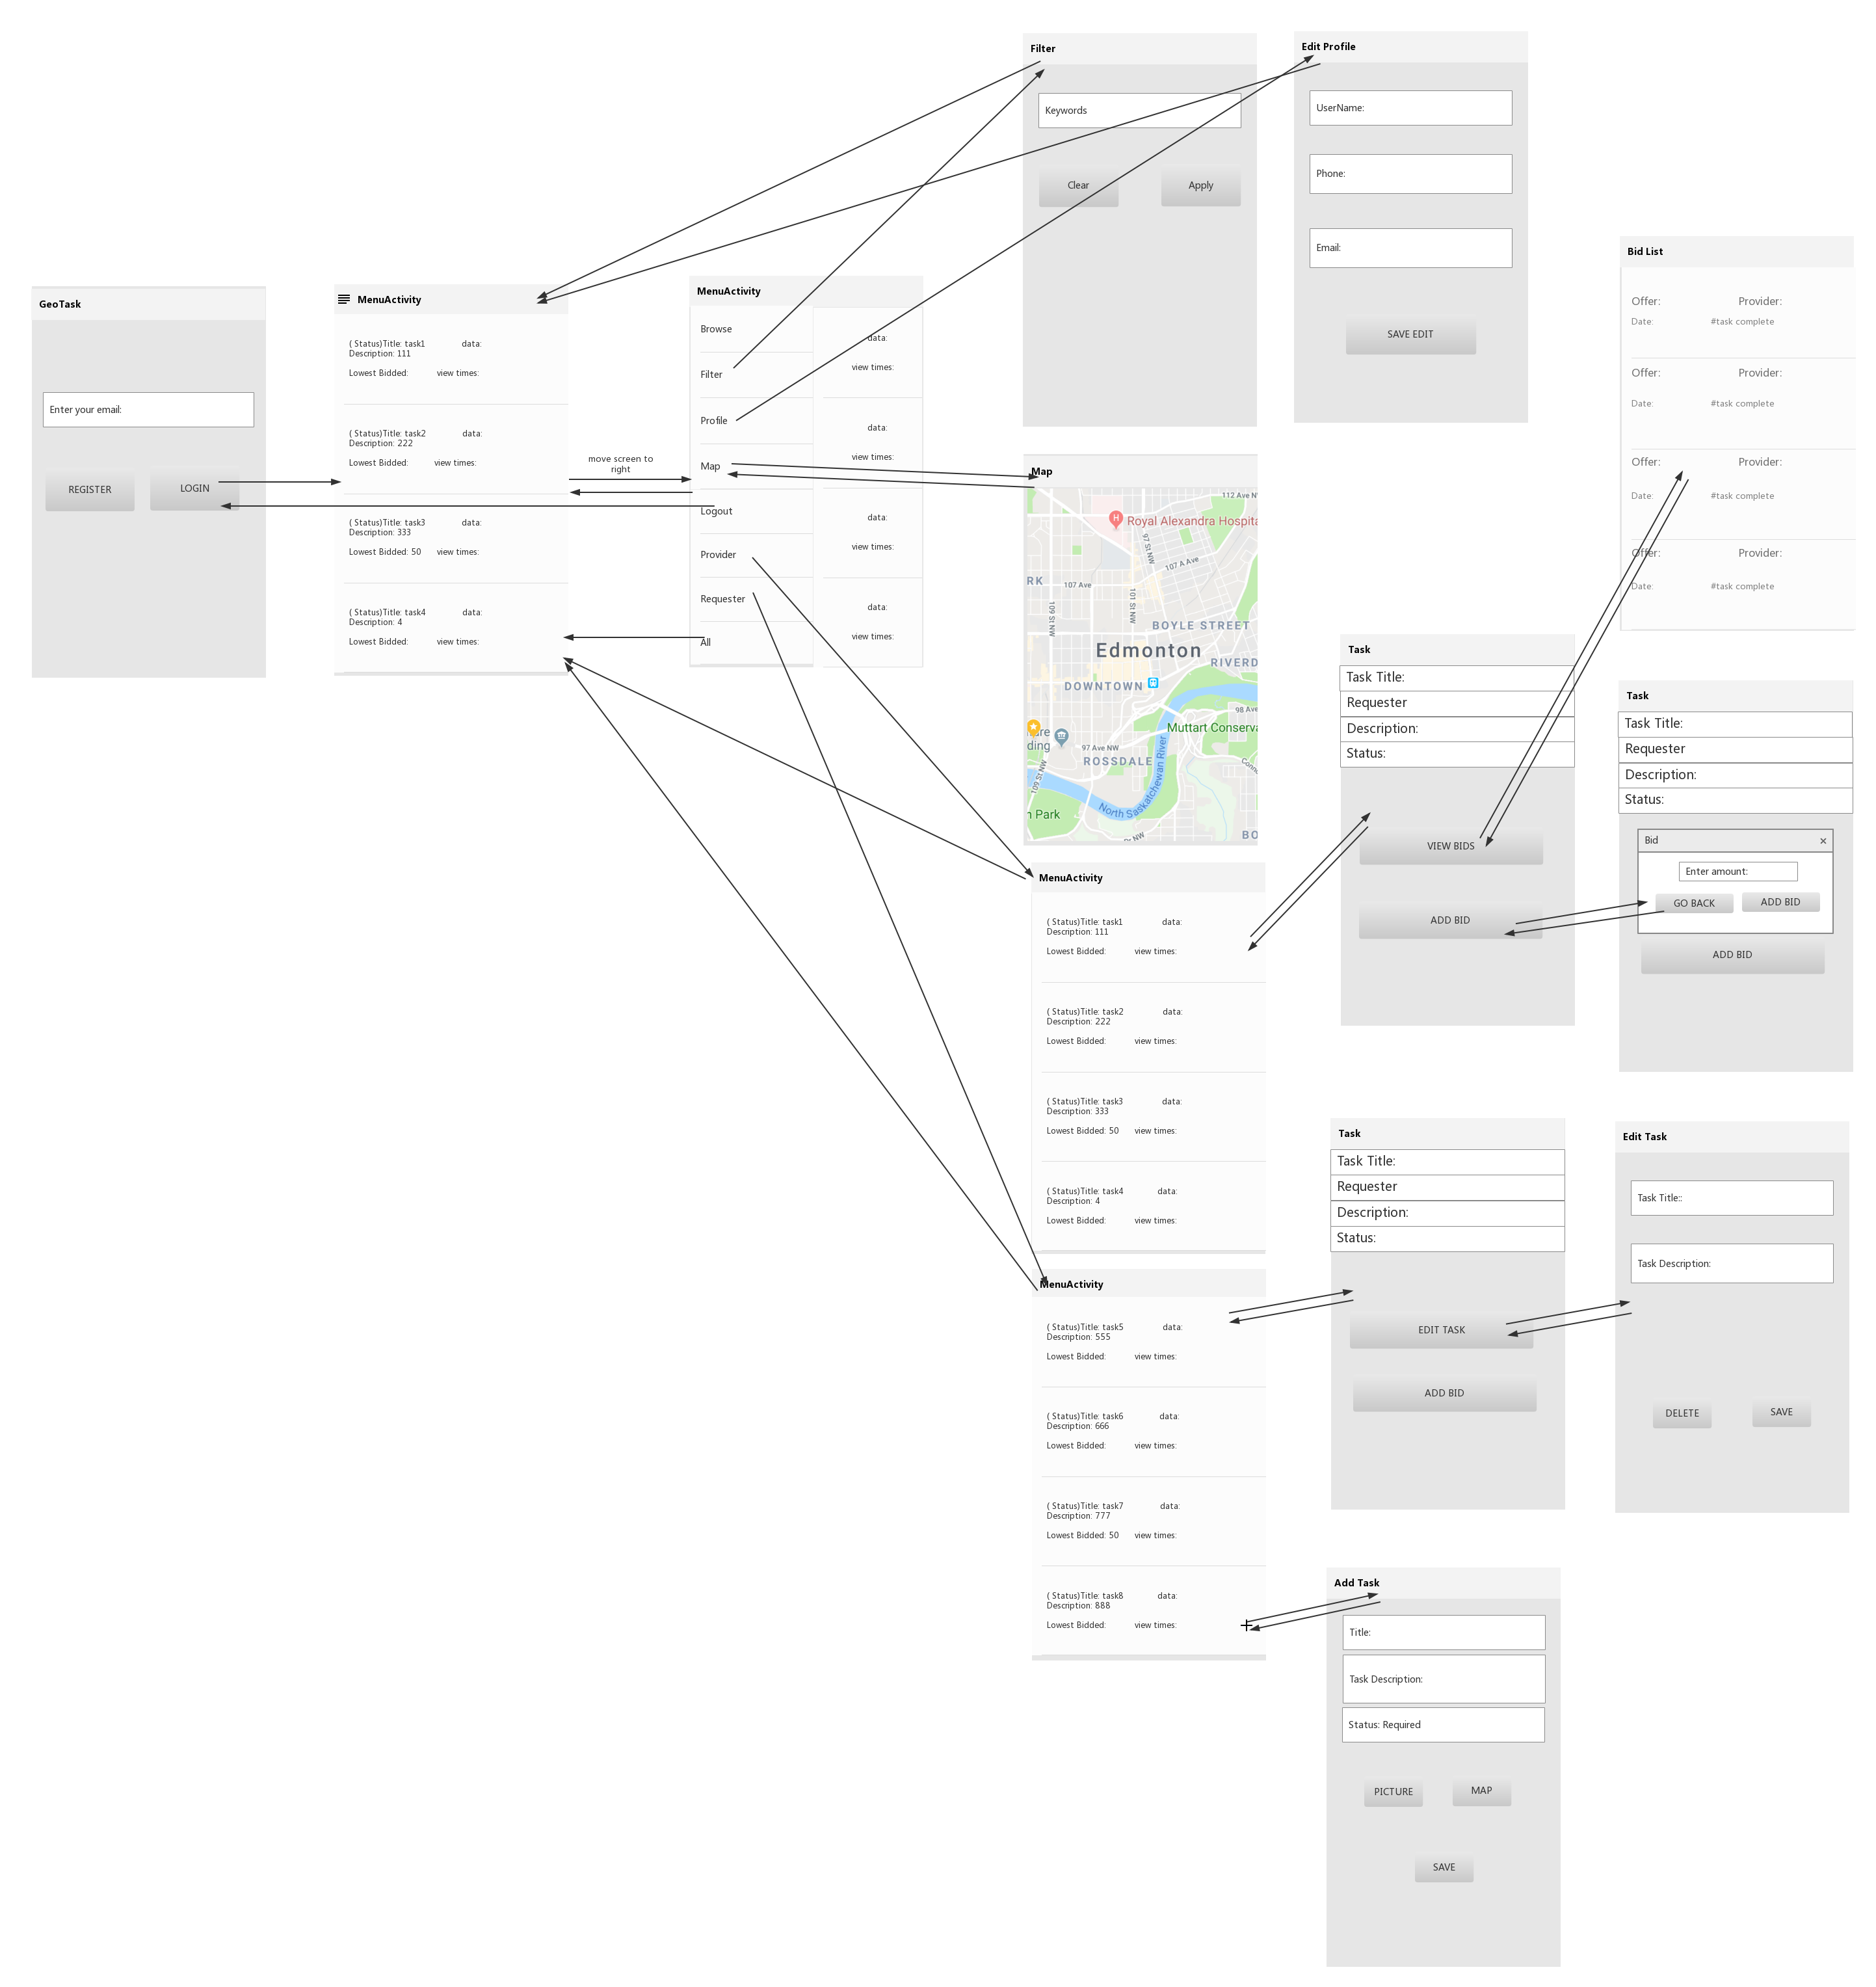 GeoTask
Enter your email:
REGISTER
LOGIN
MenuActivity
( Status)Title: task1 data:
Description: 111
Lowest Bidded: view times:
( Status)Title: task2 data:
Description: 222
Lowest Bidded: view times:
( Status)Title: task3 data:
Description: 333
Lowest Bidded: 50 view times:
( Status)Title: task4 data:
Description: 4
Lowest Bidded: view times:
move screen to
right
MenuActivity
Browse
Filter
Profile
Map
Logout
Provider
Requester
All
data:
view times:
data:
view times:
data:
view times:
data:
view times:
Filter
Keywords
Clear
Apply
Edit Profile
UserName:
Phone:
Email:
SAVE EDIT
Map
112 Ave N
Royal Alexandra Hospita
97 St NW
107 A Ave
RK
107 Ave
109 St NW
101 St NW
BOYLE STREET
Edmonton
RIVERD
DOWNTOWN
98 Ave
Muttart Conserva
ding
97 Ave NW
ROSSDALE
109 St NW
North Saskatchewan River
n Park
BO
MenuActivity
( Status)Title: task1 data:
Description: 111
Lowest Bidded: view times:
( Status)Title: task2 data:
Description: 222
Lowest Bidded: view times:
( Status)Title: task3 data:
Description: 333
Lowest Bidded: 50 view times:
( Status)Title: task4 data:
Description: 4
Lowest Bidded: view times:
MenuActivity
( Status)Title: task5 data:
Description: 555
Lowest Bidded: view times:
( Status)Title: task6 data:
Description: 666
Lowest Bidded: view times:
( Status)Title: task7 data:
Description: 777
Lowest Bidded: 50 view times:
( Status)Title: task8 data:
Description: 888
Lowest Bidded: view times:
Bid List
Offer: Provider:
Date: #task complete
Offer: Provider:
Date: #task complete
Offer: Provider:
Date: #task complete
Offer: Provider:
Date: #task complete
Task
Task Title:
Requester
Description:
Status:
VIEW BIDS
ADD BID
Task
Task Title:
Requester
Description:
Status:
Bid ×
Enter amount:
GO BACK
ADD BID
ADD BID
Task
Task Title:
Requester
Description:
Status:
EDIT TASK
ADD BID
Edit Task
Task Title::
Task Description:
DELETE
SAVE
Add Task
Title:
Task Description:
Status: Required
PICTURE
MAP
SAVE